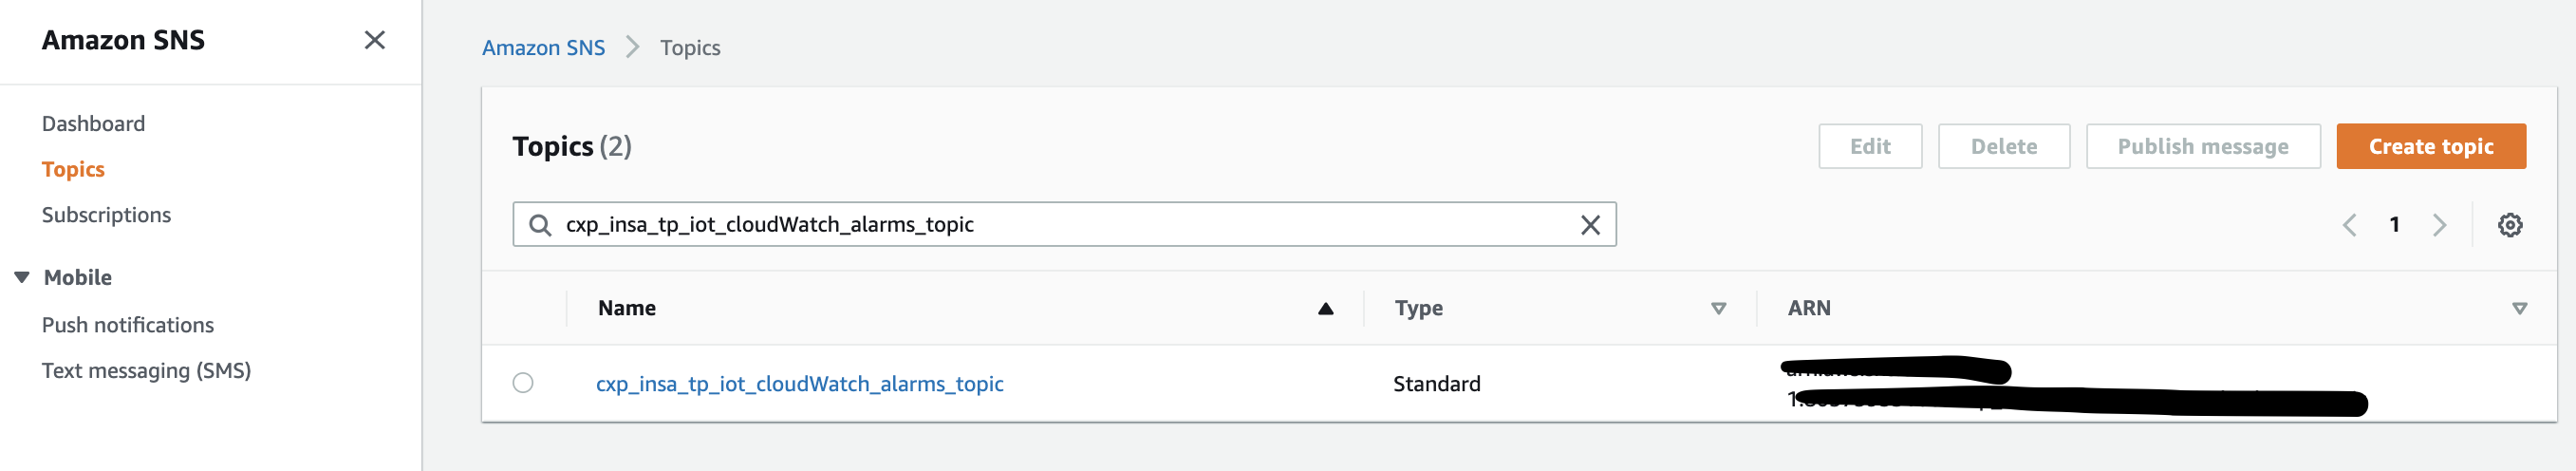 Amazon SNS
Dashboard
Topics
Subscriptions
Mobile
Push notifications
Text messaging (SMS)
Amazon SNS > Topics
Topics (2)
Edit
Delete
Publish message
Create topic
cxp_insa_tp_iot_cloudWatch_alarms_topic
1
Name
Type
ARN
cxp_insa_tp_iot_cloudWatch_alarms_topic
Standard